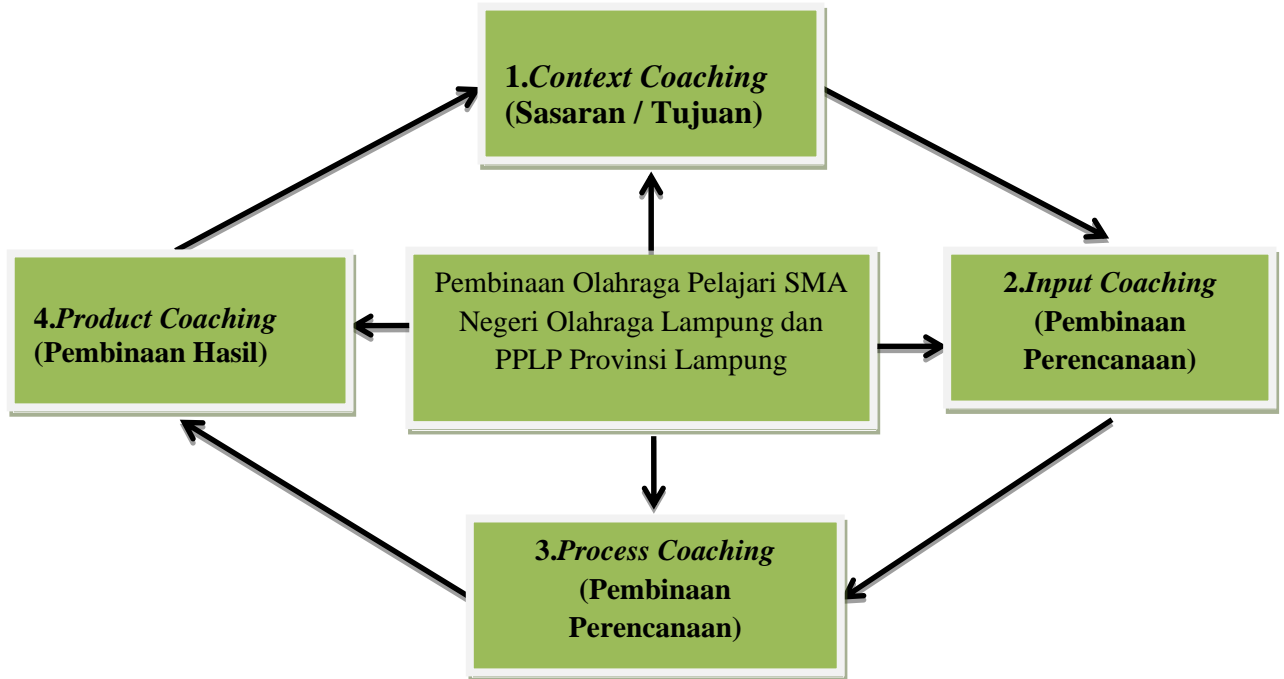 1.Context Coaching
(Sasaran / Tujuan)
4.Product Coaching
(Pembinaan Hasil)
Pembinaan Olahraga Pelajari SMA
Negeri Olahraga Lampung dan
PPLP Provinsi Lampung
2.Input Coaching
(Pembinaan
Perencanaan)
3.Process Coaching
(Pembinaan
Perencanaan)